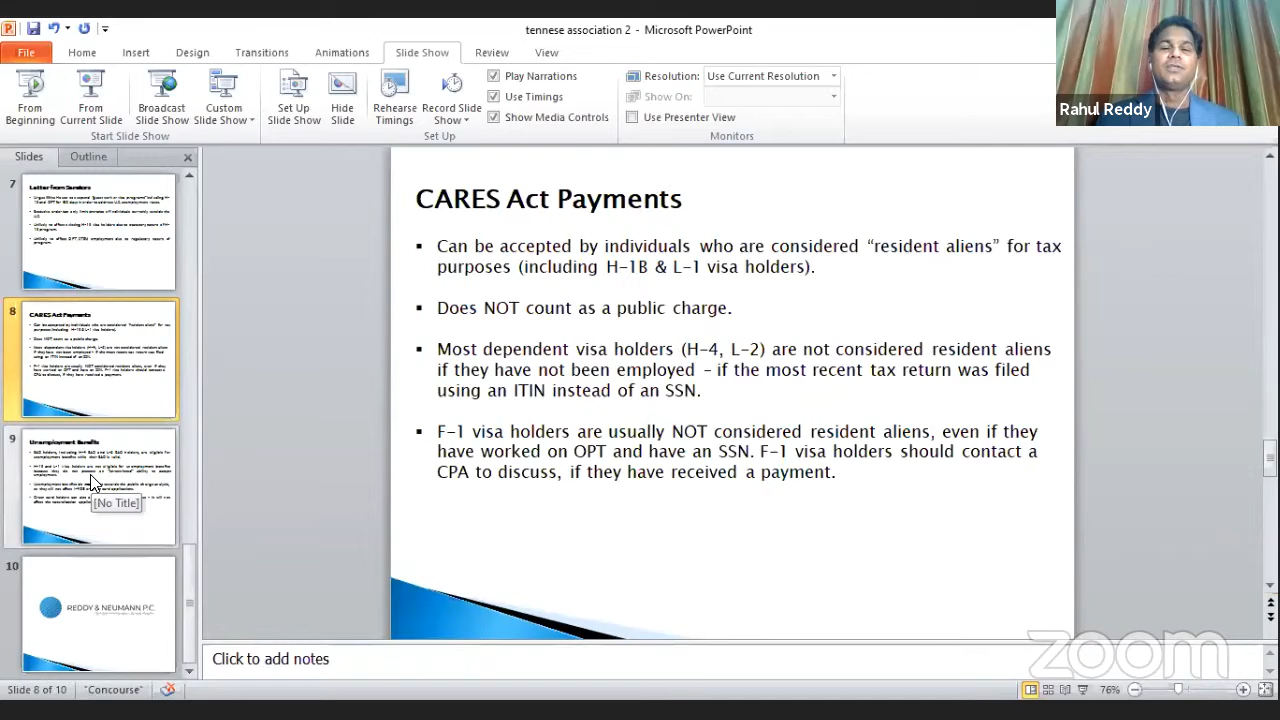 tennese association 2 - Microsoft PowerPoint
File Home Insert Design Transitions Animations Slide Show Review View
From Beginning
From Current Slide
Broadcast Slide Show
Custom Slide Show
Start Slide Show
Set Up Slide Show
Hide Slide
Rehearse Timings
Record Slide Show
Play Narrations
Use Timings
Show Media Controls
Set Up
Resolution: Use Current Resolution
Show On:
Use Presenter View
Monitors
Rahul Reddy
Slides Outline
7
Letter from Senators
8
CARES Act Payments
9
Unemployment Benefits
[No Title]
10
REDDY & NEUMANN P.C.
CARES Act Payments
▪ Can be accepted by individuals who are considered “resident aliens” for tax
purposes (including H-1B & L-1 visa holders).
▪ Does NOT count as a public charge.
▪ Most dependent visa holders (H-4, L-2) are not considered resident aliens
if they have not been employed – if the most recent tax return was filed
using an ITIN instead of an SSN.
▪ F-1 visa holders are usually NOT considered resident aliens, even if they
have worked on OPT and have an SSN. F-1 visa holders should contact a
CPA to discuss, if they have received a payment.
Click to add notes
zoom
Slide 8 of 10 "Concourse" 76%